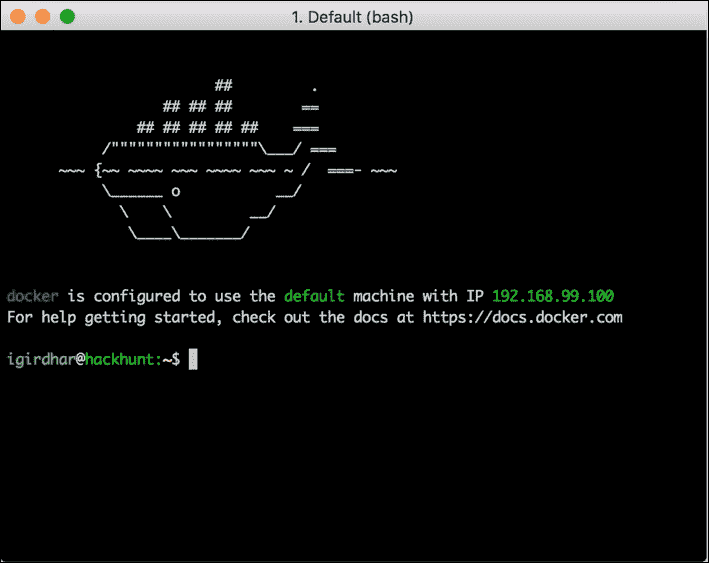 1. Default (bash)
                        ##         .
                  ## ## ##        ==
               ## ## ## ## ##    ===
           /"""""""""""""""""\___/ ===
      ~~~ {~~ ~~~~ ~~~ ~~~~ ~~~ ~ /  ===- ~~~
           \______ o           __/
             \    \         __/
              \____\_______/
docker is configured to use the default machine with IP 192.168.99.100
For help getting started, check out the docs at https://docs.docker.com
igirdhar@hackhunt:~$